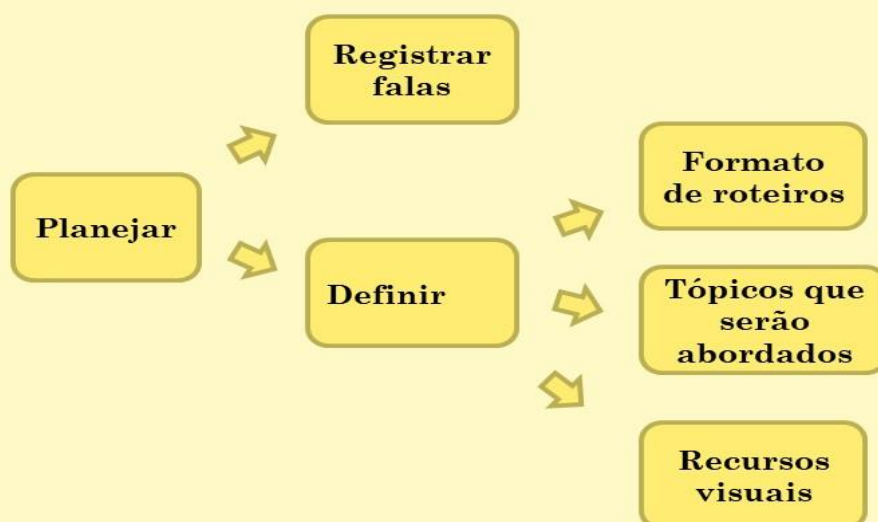 Registrar
falas
Planejar
Definir
Formato
de roteiros
Tópicos que
serão
abordados
Recursos
visuais